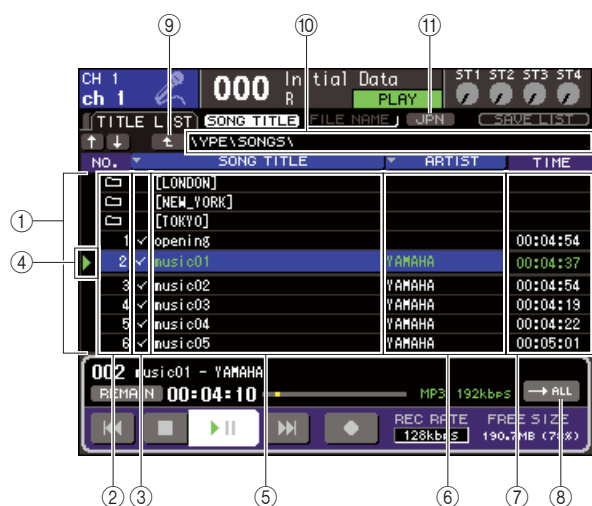 ⑨ ⑩ ⑪
CH 1 000 Initial Data ST1 ST2 ST3 ST4
ch 1 R PLAY
TITLE LIST SONG TITLE FILE NAME JPN SAVE LIST
\YPE\SONGS\
NO. SONG TITLE ARTIST TIME
[LONDON]
[NEW_YORK]
①
[TOKYO]
1 opening 00:04:54
④ 2 music01 YAMAHA 00:04:37
3 music02 YAMAHA 00:04:54
4 music03 YAMAHA 00:04:19
5 music04 YAMAHA 00:04:22
6 music05 YAMAHA 00:05:01
002 music01 - YAMAHA
REMAIN 00:04:10 MP3 192kbps → ALL
REC RATE FREE SIZE
128kbps 190.7MB
② ③ ⑤ ⑥ ⑦ ⑧